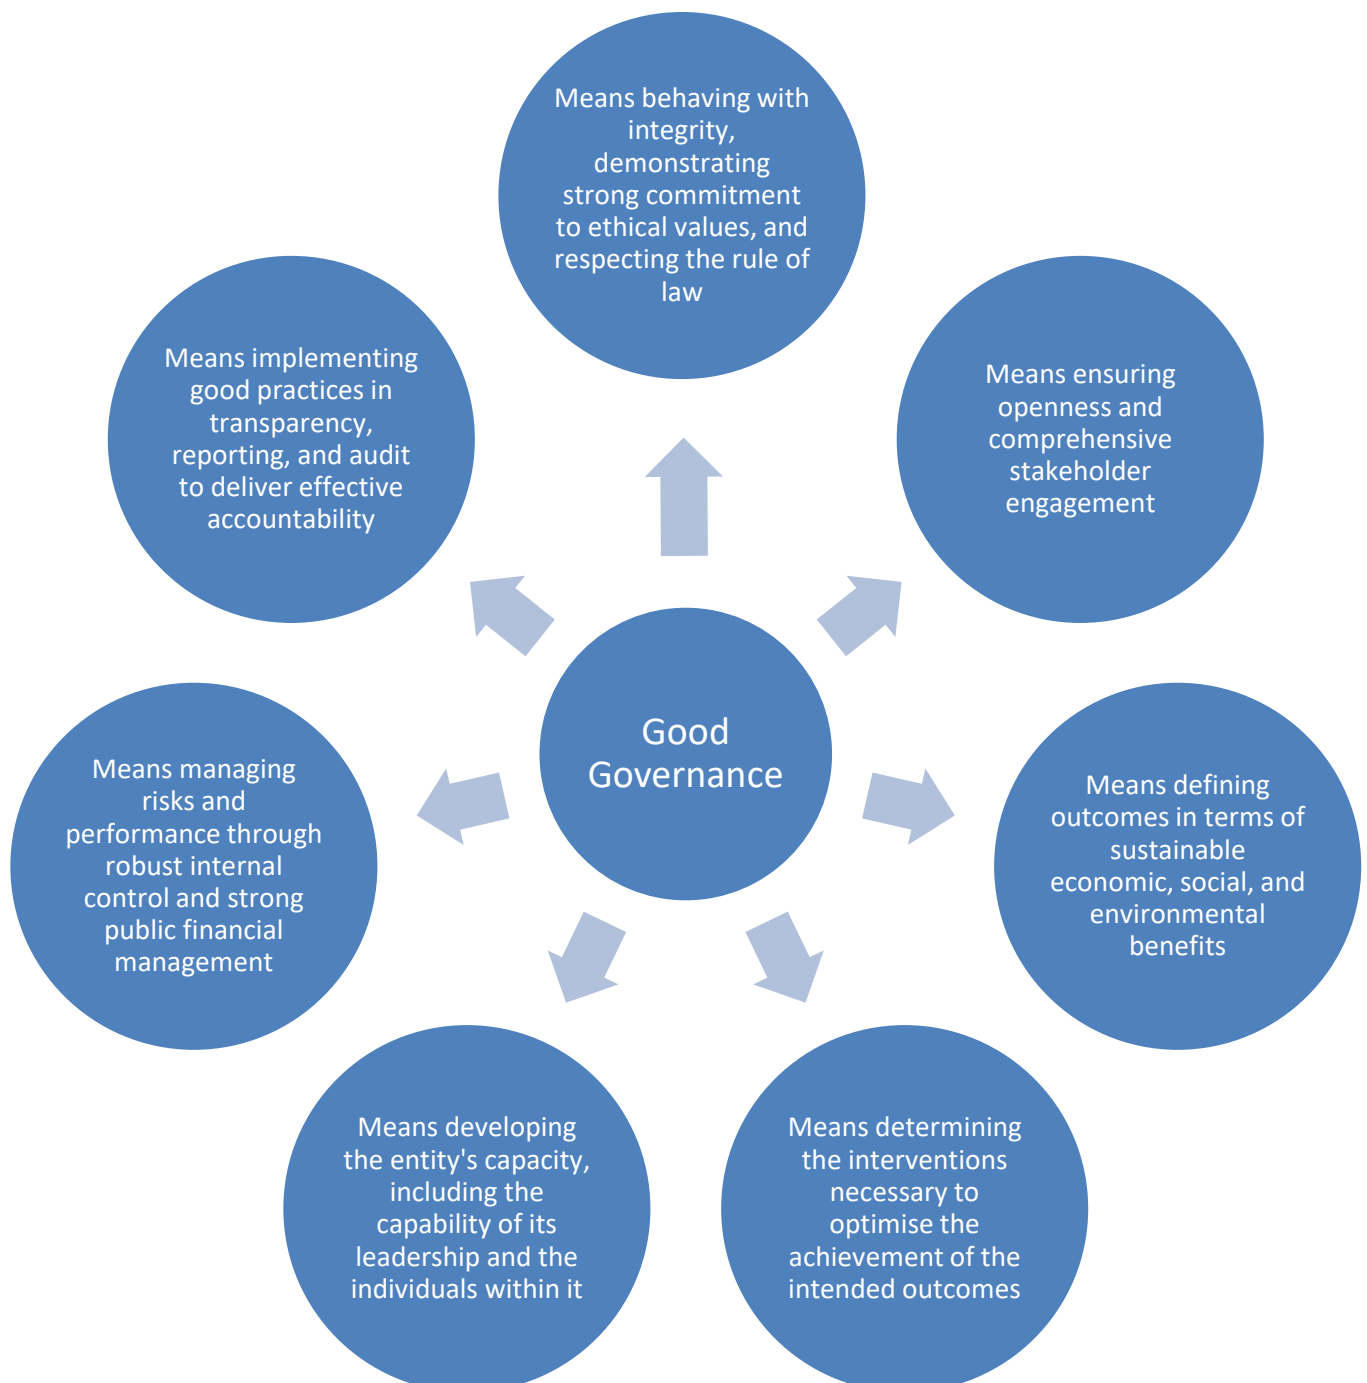 Means behaving with
integrity,
demonstrating
strong commitment
to ethical values, and
respecting the rule of
law
Means ensuring
openness and
comprehensive
stakeholder
engagement
Means defining
outcomes in terms of
sustainable
economic, social, and
environmental
benefits
Means determining
the interventions
necessary to
optimise the
achievement of the
intended outcomes
Means developing
the entity's capacity,
including the
capability of its
leadership and the
individuals within it
Means managing
risks and
performance through
robust internal
control and strong
public financial
management
Means implementing
good practices in
transparency,
reporting, and audit
to deliver effective
accountability
Good
Governance